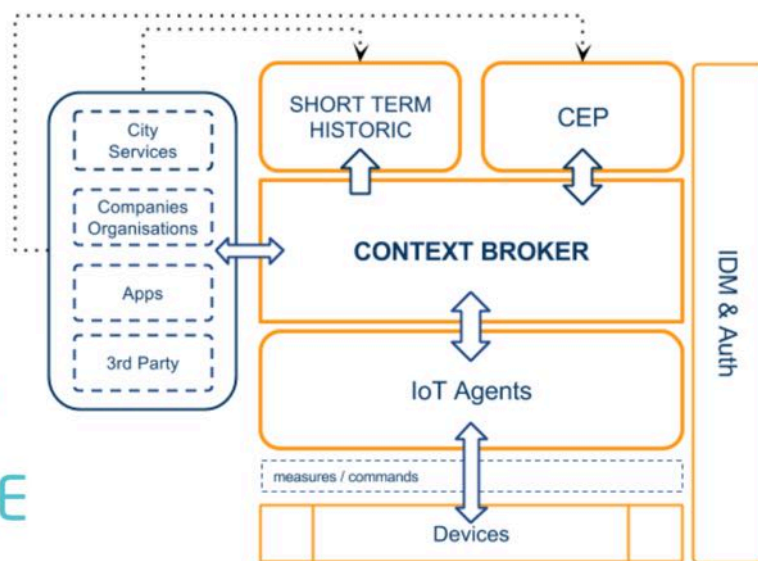 SHORT TERM
HISTORIC
CEP
City
Services
Companies
Organisations
Apps
3rd Party
CONTEXT BROKER
IoT Agents
measures / commands
Devices
IDM & Auth
E